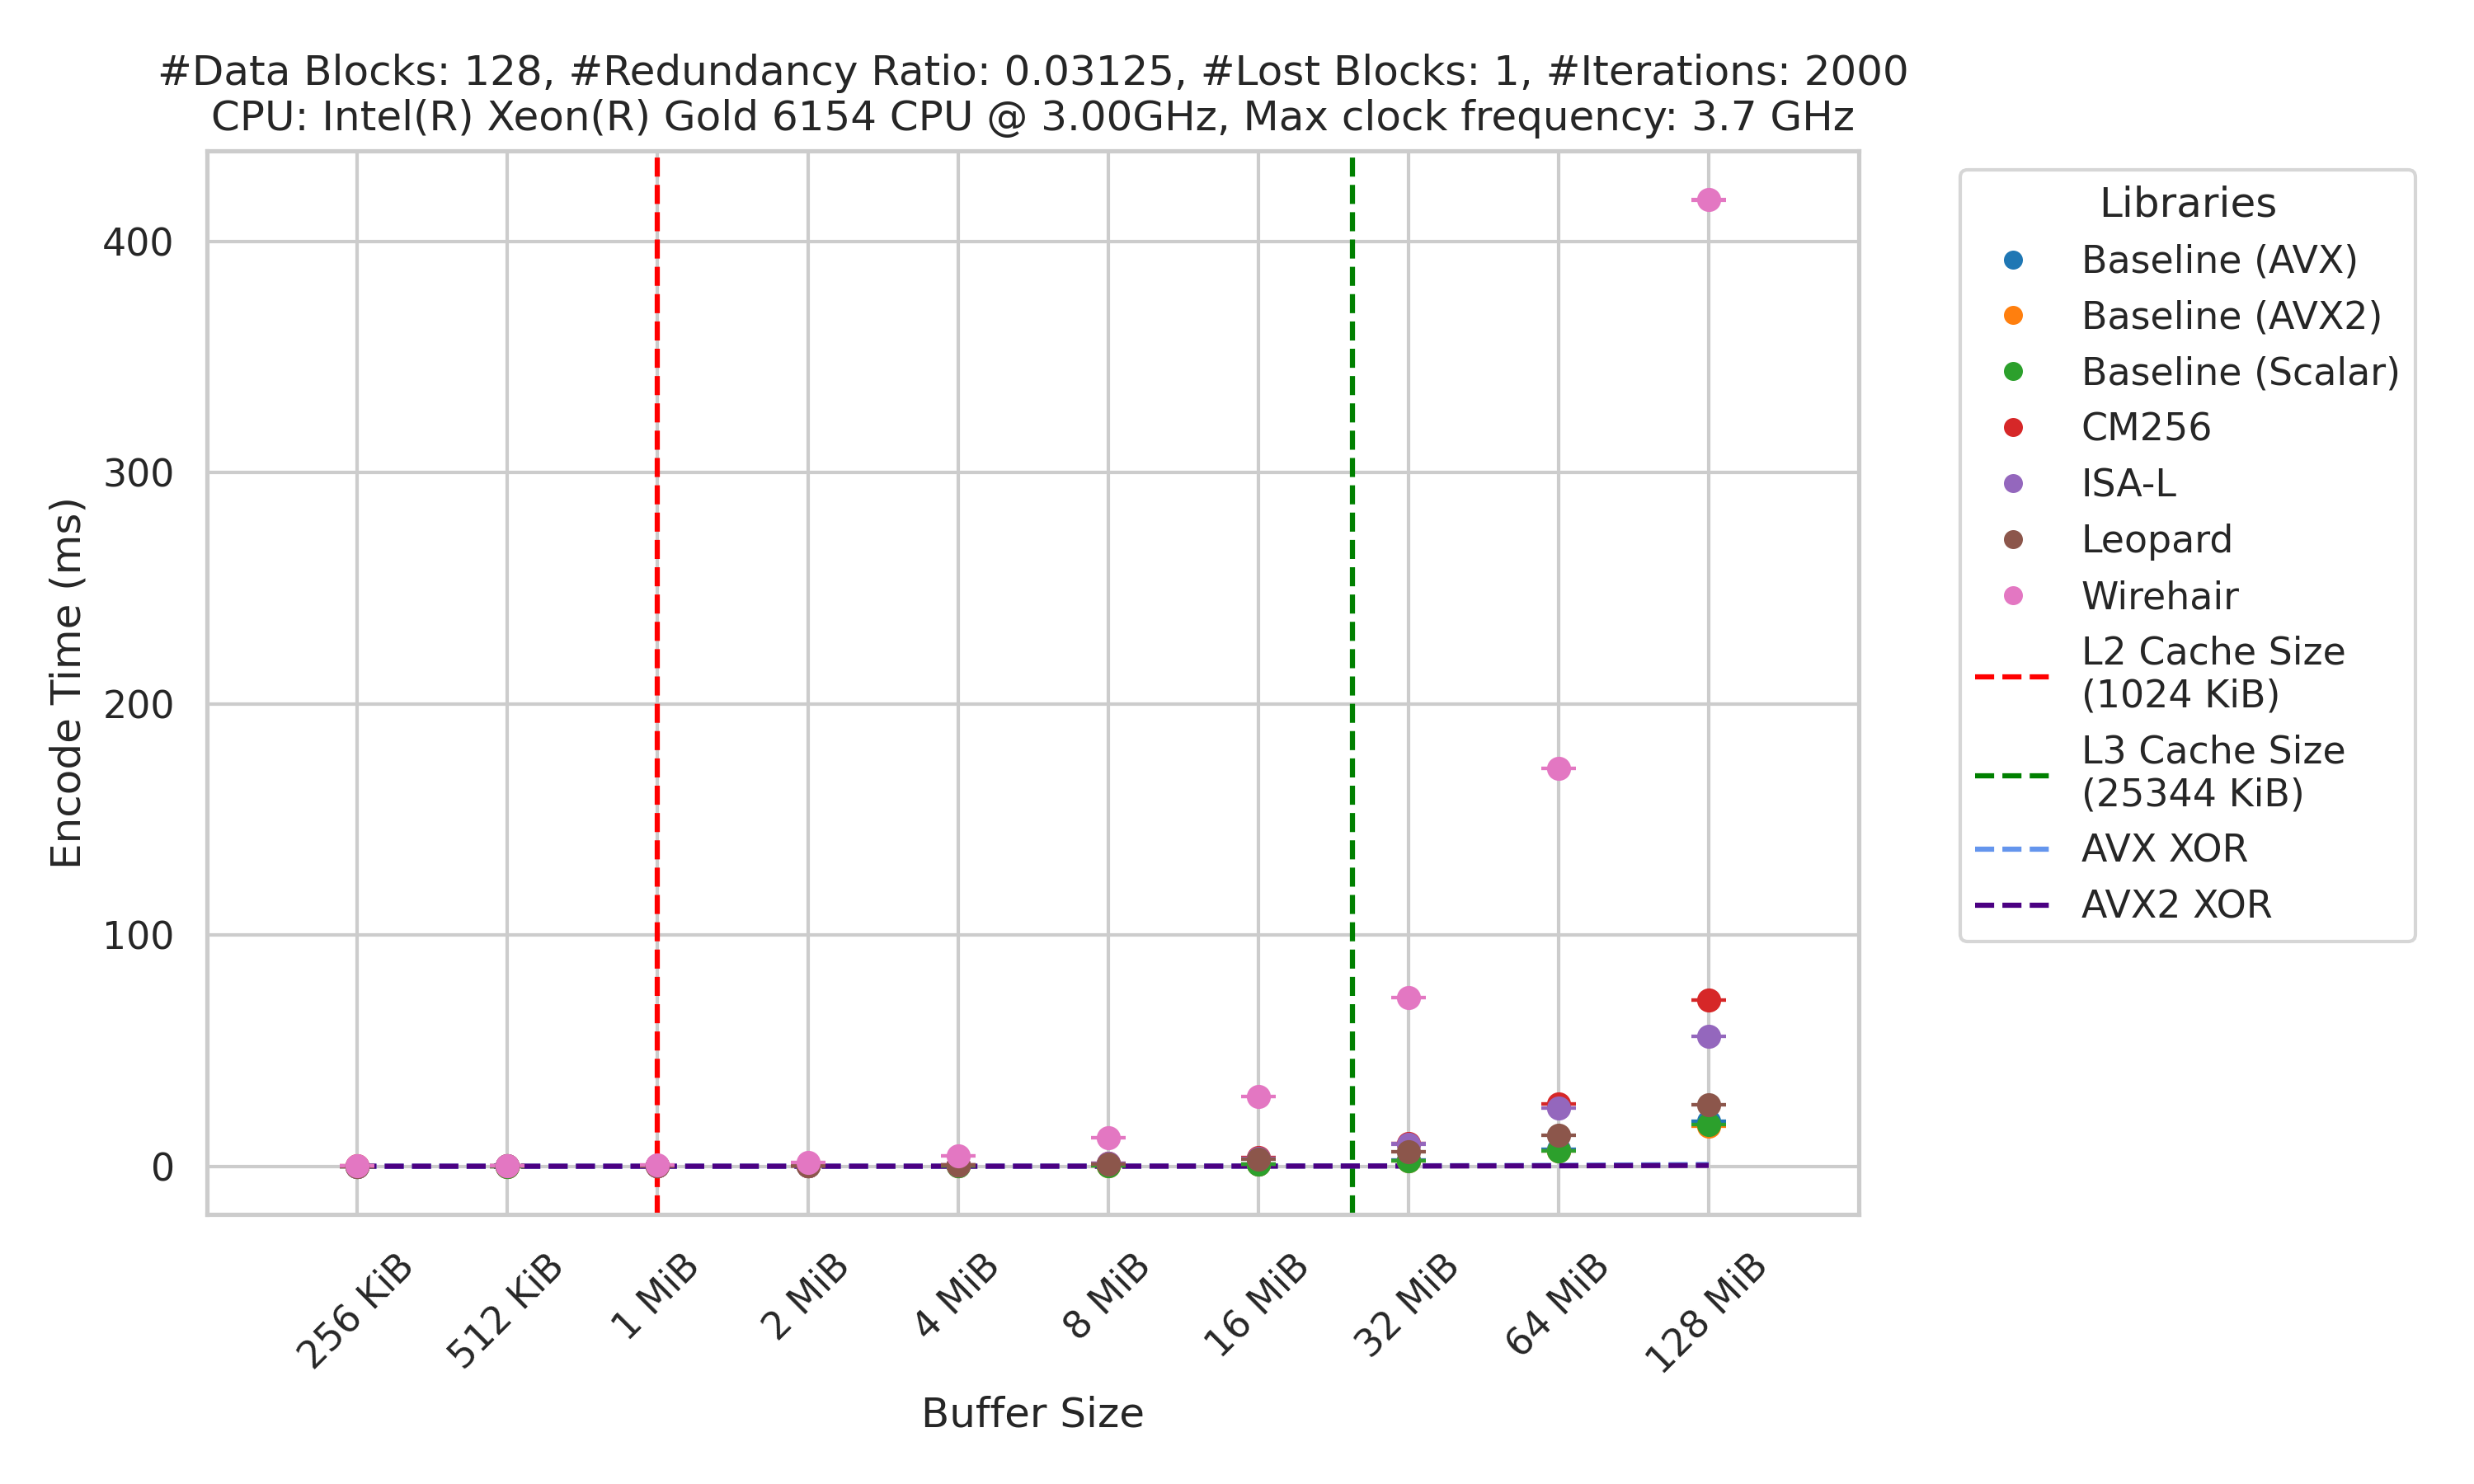 #Data Blocks: 128, #Redundancy Ratio: 0.03125, #Lost Blocks: 1, #Iterations: 2000
CPU: Intel(R) Xeon(R) Gold 6154 CPU @ 3.00GHz, Max clock frequency: 3.7 GHz
Encode Time (ms)
400
300
200
100
0
256 KiB
512 KiB
1 MiB
2 MiB
4 MiB
8 MiB
16 MiB
32 MiB
64 MiB
128 MiB
Buffer Size
Libraries
Baseline (AVX)
Baseline (AVX2)
Baseline (Scalar)
CM256
ISA-L
Leopard
Wirehair
L2 Cache Size
(1024 KiB)
L3 Cache Size
(25344 KiB)
AVX XOR
AVX2 XOR